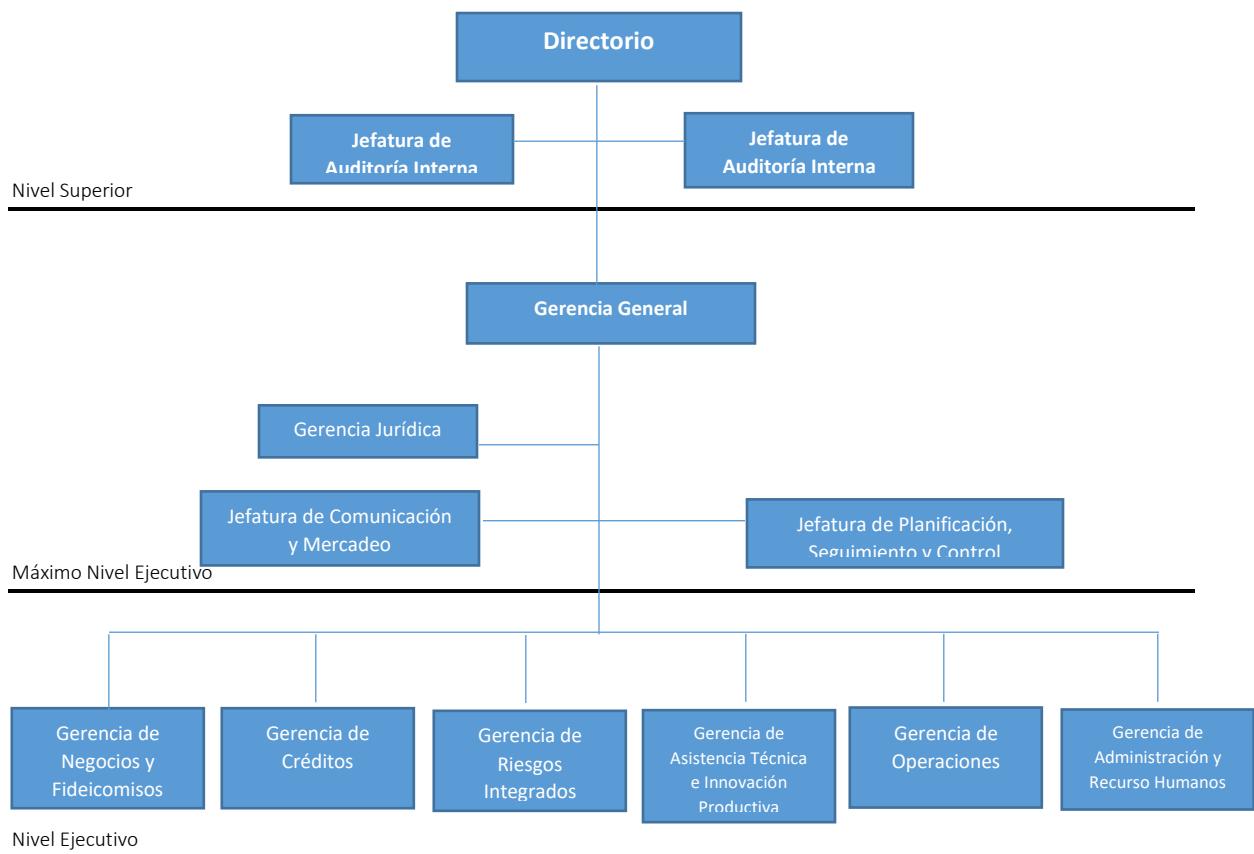 Directorio
Jefatura de
Auditoría Interna
Jefatura de
Auditoría Interna
Nivel Superior
Gerencia General
Gerencia Jurídica
Jefatura de Comunicación
y Mercadeo
Jefatura de Planificación,
Seguimiento y Control
Máximo Nivel Ejecutivo
Gerencia de
Negocios y
Fideicomisos
Gerencia de
Créditos
Gerencia de
Riesgos
Integrados
Gerencia de
Asistencia Técnica
e Innovación
Productiva
Gerencia de
Operaciones
Gerencia de
Administración y
Recurso Humanos
Nivel Ejecutivo